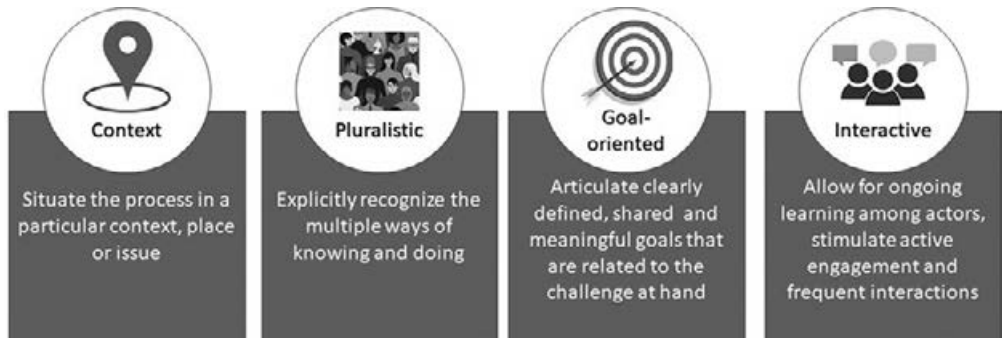 Context
Situate the process in a
particular context, place
or issue
Pluralistic
Explicitly recognize the
multiple ways of
knowing and doing
Goal-
oriented
Articulate clearly
defined, shared and
meaningful goals that
are related to the
challenge at hand
Interactive
Allow for ongoing
learning among actors,
stimulate active
engagement and
frequent interactions